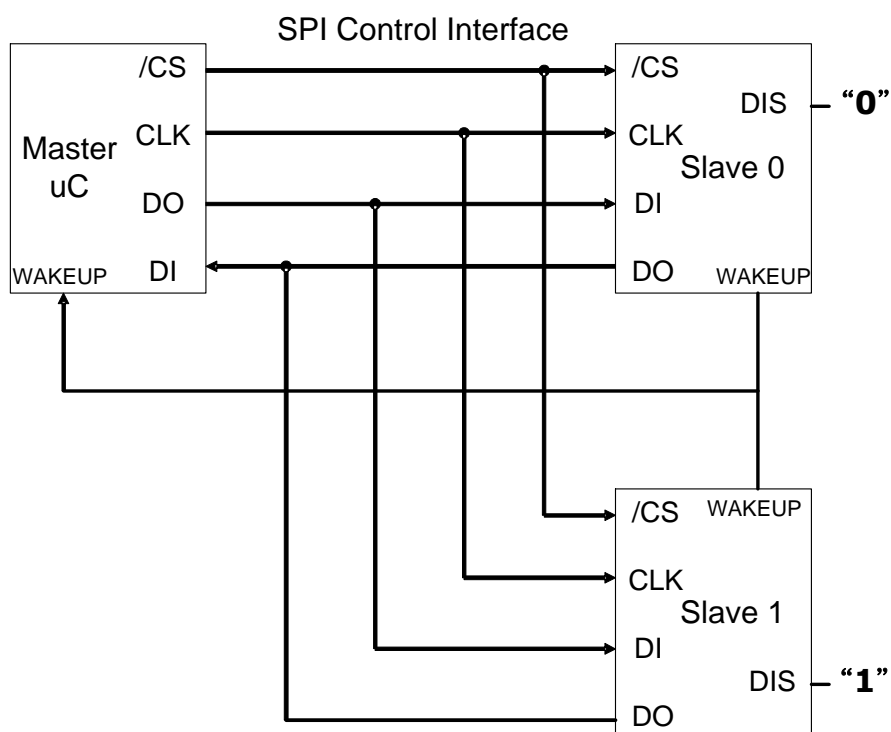 SPI Control Interface
/CS
CLK
Master
uC
DO
DI
WAKEUP
/CS
DIS
“0”
CLK
Slave 0
DI
DO
WAKEUP
WAKEUP
/CS
CLK
Slave 1
DI
DIS
“1”
DO